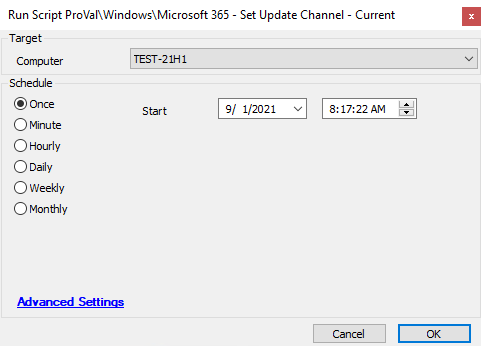 Run Script ProVal\Windows\Microsoft 365 - Set Update Channel - Current
Target
Computer TEST-21H1
Schedule
Once Start 9/ 1/2021 8:17:22 AM
Minute
Hourly
Daily
Weekly
Monthly
Advanced Settings
Cancel OK